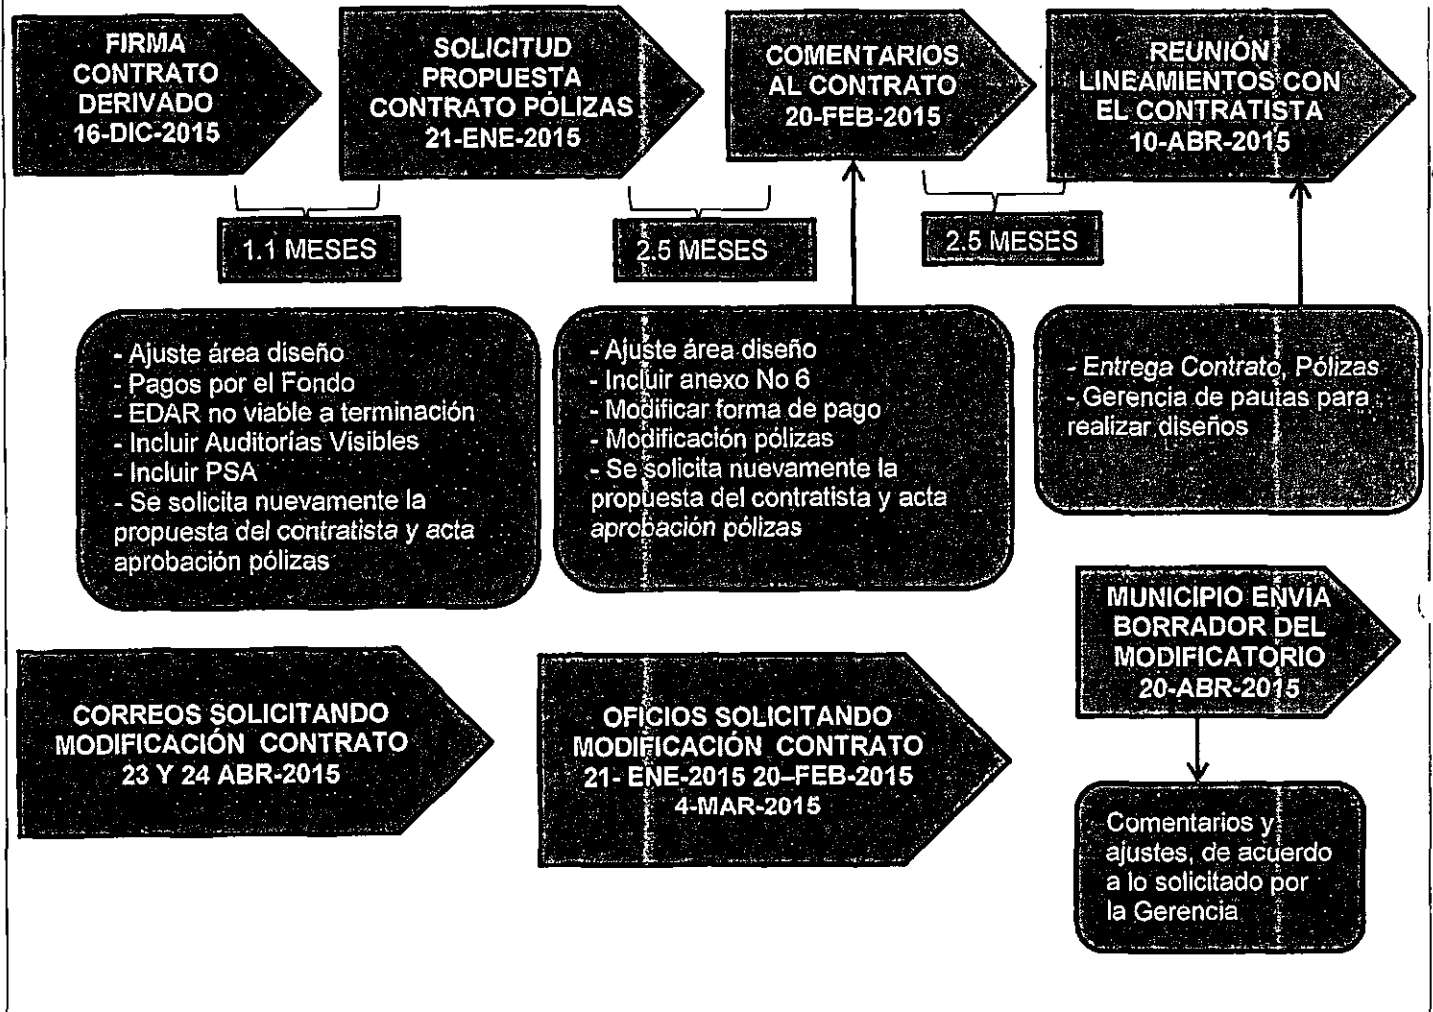 FIRMA
CONTRATO
DERIVADO
16-DIC-2015
SOLICITUD
PROPUESTA
CONTRATO PÓLIZAS
21-ENE-2015
COMENTARIOS
AL CONTRATO
20-FEB-2015
REUNIÓN
LINEAMIENTOS CON
EL CONTRATISTA
10-ABR-2015
1.1 MESES
2.5 MESES
2.5 MESES
- Ajuste área diseño
- Pagos por el Fondo
- EDAR no viable a terminación
- Incluir Auditorías Visibles
- Incluir PSA
- Se solicita nuevamente la
propuesta del contratista y acta
aprobación pólizas
- Ajuste área diseño
- Incluir anexo No 6
- Modificar forma de pago
- Modificación pólizas
- Se solicita nuevamente la
propuesta del contratista y acta
aprobación pólizas
- Entrega Contrato, Pólizas
- Gerencia de pautas para
realizar diseños
MUNICIPIO ENVÍA
BORRADOR DEL
MODIFICATORIO
20-ABR-2015
CORREOS SOLICITANDO
MODIFICACIÓN CONTRATO
23 Y 24 ABR-2015
OFICIOS SOLICITANDO
MODIFICACIÓN CONTRATO
21- ENE-2015 20–FEB-2015
4-MAR-2015
Comentarios y
ajustes, de acuerdo
a lo solicitado por
la Gerencia